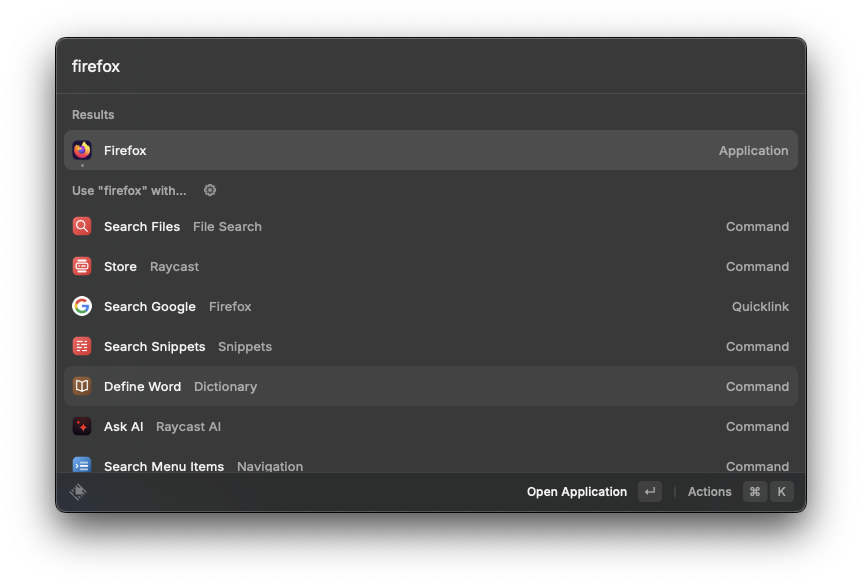 firefox
Results
Firefox Application
Use "firefox" with...
Search Files File Search Command
Store Raycast Command
Search Google Firefox Quicklink
Search Snippets Snippets Command
Define Word Dictionary Command
Ask AI Raycast AI Command
Search Menu Items Navigation Command
Open Application ↵ | Actions ⌘ K